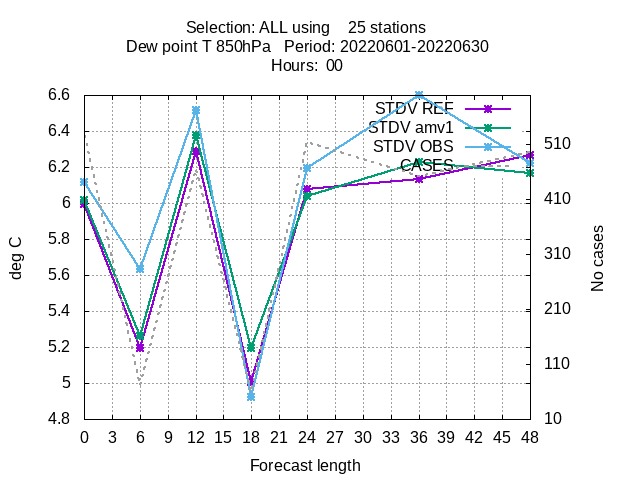 Selection: ALL using 25 stations
Dew point T 850hPa Period: 20220601-20220630
Hours: 00
STDV REF
STDV amv1
STDV OBS
CASES
6.6
6.4
6.2
6
5.8
5.6
5.4
5.2
5
4.8
deg C
510
410
310
210
110
10
No cases
0 3 6 9 12 15 18 21 24 27 30 33 36 39 42 45 48
Forecast length